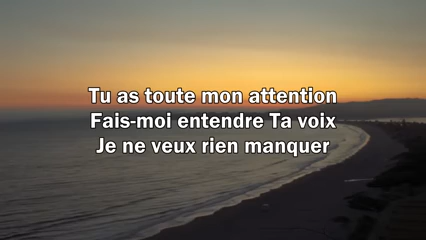 Tu as toute mon attention
Fais-moi entendre Ta voix
Je ne veux rien manquer